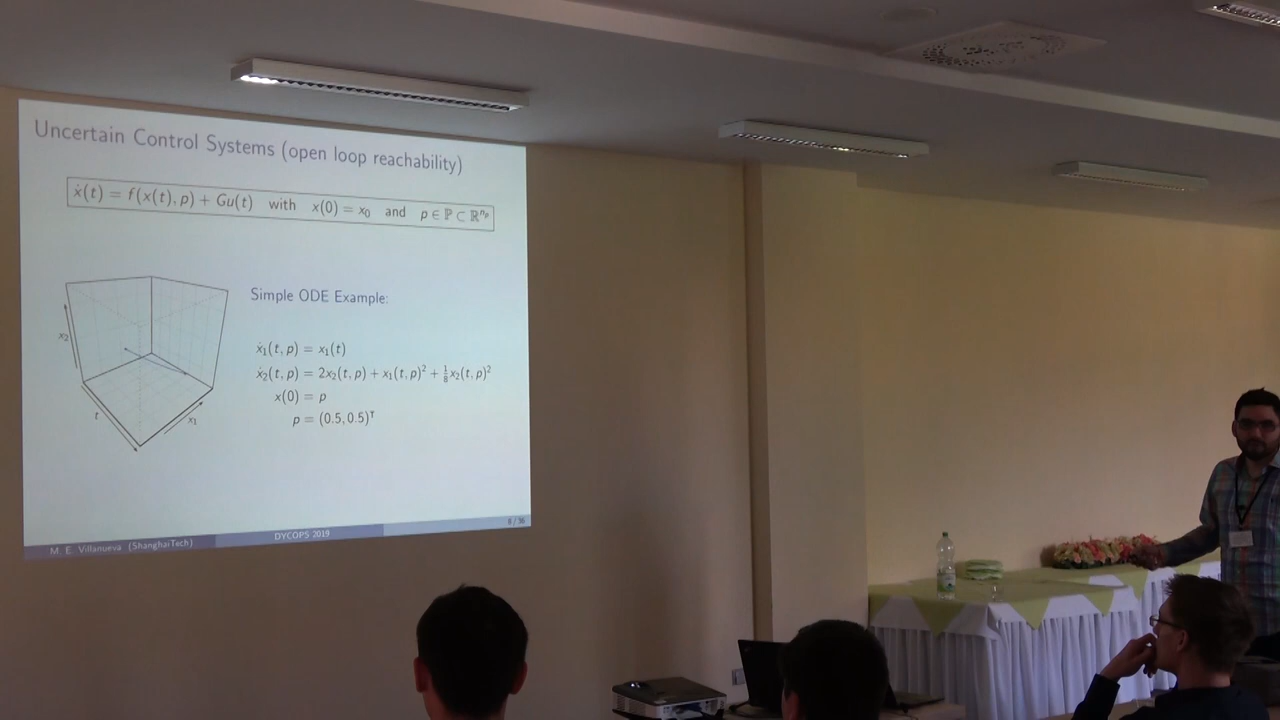 Uncertain Control Systems (open loop reachability)
ẋ(t) = f(x(t), p) + Gu(t) with x(0) = x₀ and p ∈ ℙ ⊂ ℝⁿᵖ
Simple ODE Example:
x₂
t
x₁
ẋ₁(t, p) = x₁(t)
ẋ₂(t, p) = 2x₂(t, p) + x₁(t, p)² + ⅛x₂(t, p)²
x(0) = p
p = (0.5, 0.5)ᵀ
8 / 36
M. E. Villanueva (ShanghaiTech)
DYCOPS 2019